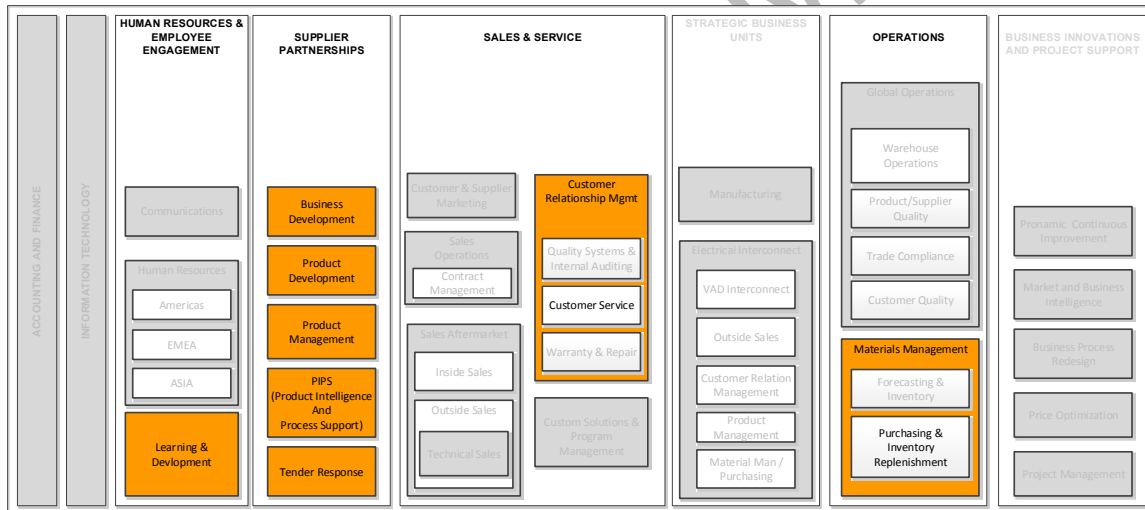 ACCOUNTING AND FINANCE
INFORMATION TECHNOLOGY
HUMAN RESOURCES &
EMPLOYEE
ENGAGEMENT
Communications
Human Resources
Americas
EMEA
ASIA
Learning &
Devlopment
SUPPLIER
PARTNERSHIPS
Business
Development
Product
Development
Product
Management
PIPS
(Product Intelligence
And
Process Support)
Tender Response
SALES & SERVICE
Customer & Supplier
Marketing
Sales
Operations
Contract
Management
Sales Aftermarket
Inside Sales
Outside Sales
Technical Sales
Customer
Relationship Mgmt
Quality Systems &
Internal Auditing
Customer Service
Warranty & Repair
Custom Solutions &
Program
Management
STRATEGIC BUSINESS
UNITS
Manufacturing
Electrical Interconnect
VAD Interconnect
Outside Sales
Customer Relation
Management
Product
Management
Material Man /
Purchasing
OPERATIONS
Global Operations
Warehouse
Operations
Product/Supplier
Quality
Trade Compliance
Customer Quality
Materials Management
Forecasting &
Inventory
Purchasing &
Inventory
Replenishment
BUSINESS INNOVATIONS
AND PROJECT SUPPORT
Pronamic Continuous
Improvement
Market and Business
Intelligence
Business Process
Redesign
Price Optimization
Project Management